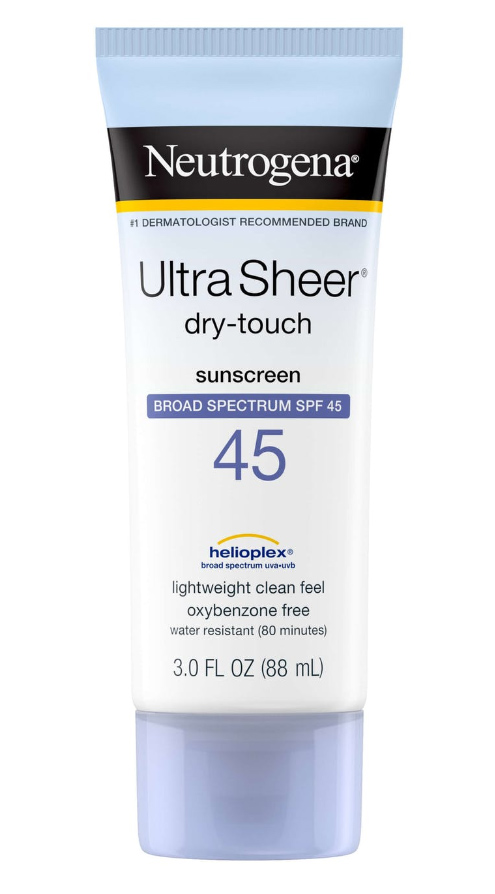 Neutrogena®
#1 DERMATOLOGIST RECOMMENDED BRAND
Ultra Sheer®
dry-touch
sunscreen
BROAD SPECTRUM SPF 45
45
helioplex®
broad spectrum uva•uvb
lightweight clean feel
oxybenzone free
water resistant (80 minutes)
3.0 FL OZ (88 mL)